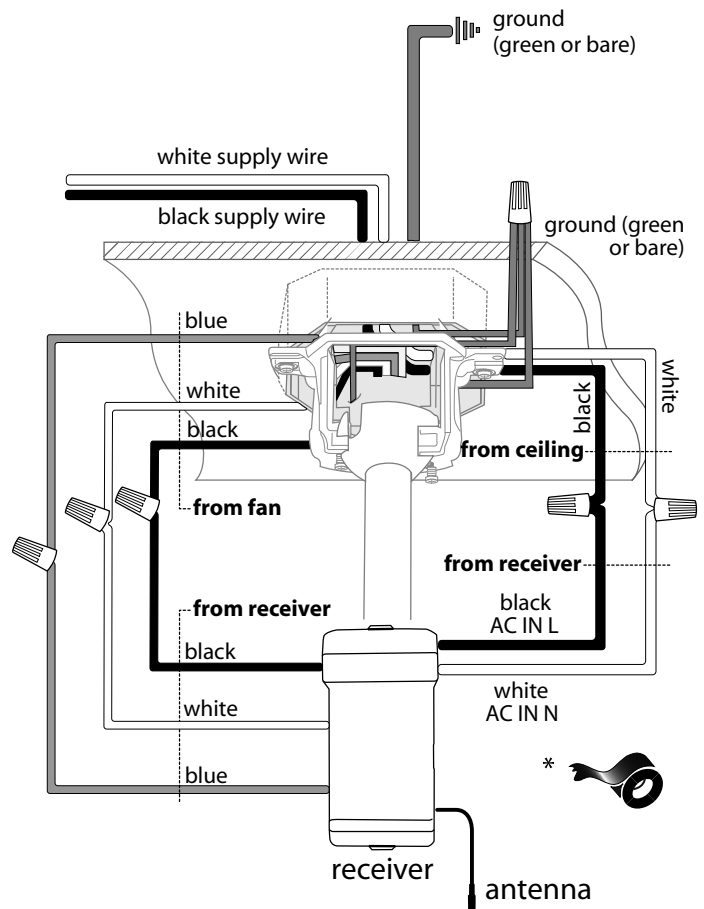 ground
(green or bare)
white supply wire
black supply wire
ground (green
or bare)
blue
white
black
black
white
from ceiling
from fan
from receiver
from receiver
black
AC IN L
black
white
AC IN N
white
blue
*
receiver
antenna